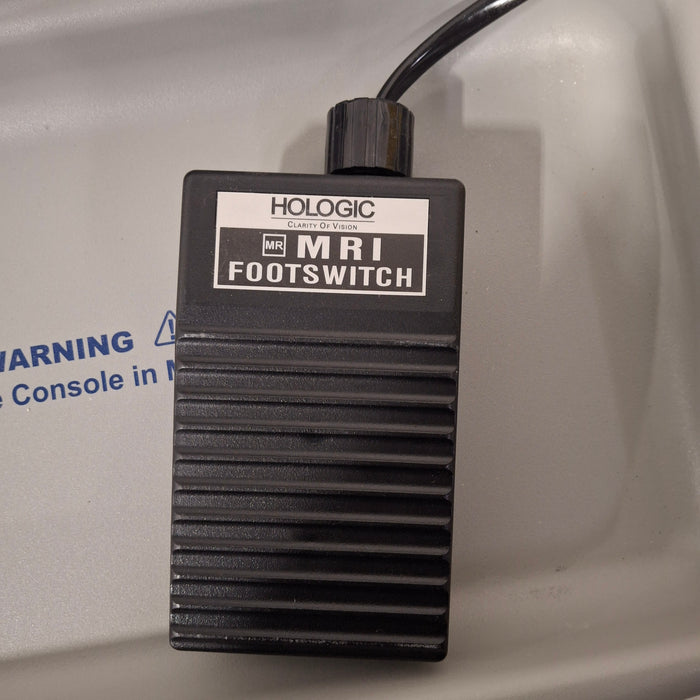 HOLOGIC
CLARITY OF VISION
MR MRI
FOOTSWITCH
WARNING
Console in